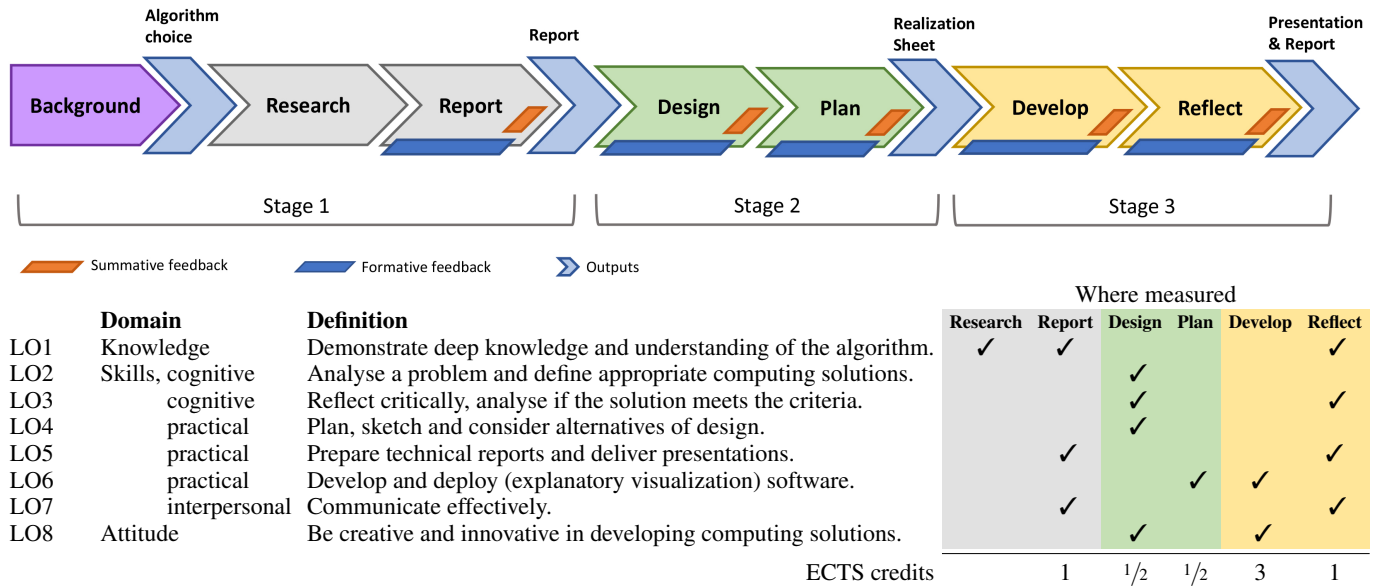 Algorithm
choice
Report
Realization
Sheet
Presentation
& Report
Background
Research
Report
Design
Plan
Develop
Reflect
Stage 1
Stage 2
Stage 3
Summative feedback
Formative feedback
Outputs
Where measured
Domain Definition Research Report Design Plan Develop Reflect
LO1 Knowledge Demonstrate deep knowledge and understanding of the algorithm. ✓ ✓ ✓
LO2 Skills, cognitive Analyse a problem and define appropriate computing solutions. ✓
LO3 cognitive Reflect critically, analyse if the solution meets the criteria. ✓ ✓
LO4 practical Plan, sketch and consider alternatives of design. ✓
LO5 practical Prepare technical reports and deliver presentations. ✓ ✓
LO6 practical Develop and deploy (explanatory visualization) software. ✓ ✓
LO7 interpersonal Communicate effectively. ✓ ✓
LO8 Attitude Be creative and innovative in developing computing solutions. ✓ ✓
ECTS credits 1 1/2 1/2 3 1